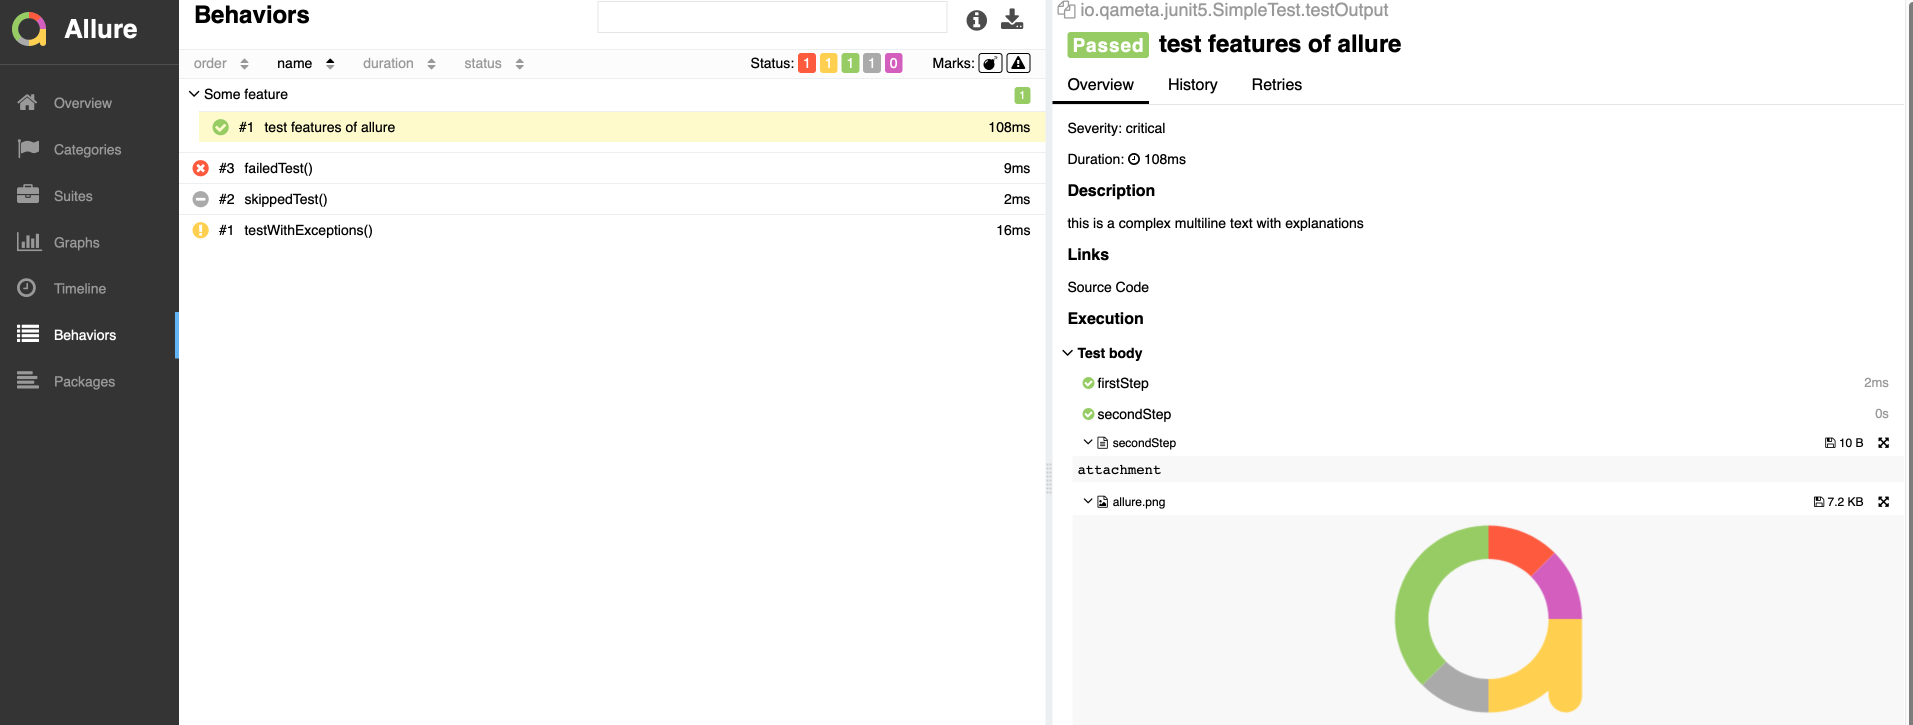 Allure
Overview
Categories
Suites
Graphs
Timeline
Behaviors
Packages
Behaviors
order name duration status Status: 1 1 1 1 0 Marks:
Some feature 1
#1 test features of allure 108ms
#3 failedTest() 9ms
#2 skippedTest() 2ms
#1 testWithExceptions() 16ms
io.qameta.junit5.SimpleTest.testOutput
Passed test features of allure
Overview History Retries
Severity: critical
Duration: 108ms
Description
this is a complex multiline text with explanations
Links
Source Code
Execution
Test body
firstStep 2ms
secondStep 0s
secondStep 10 B
attachment
allure.png 7.2 KB